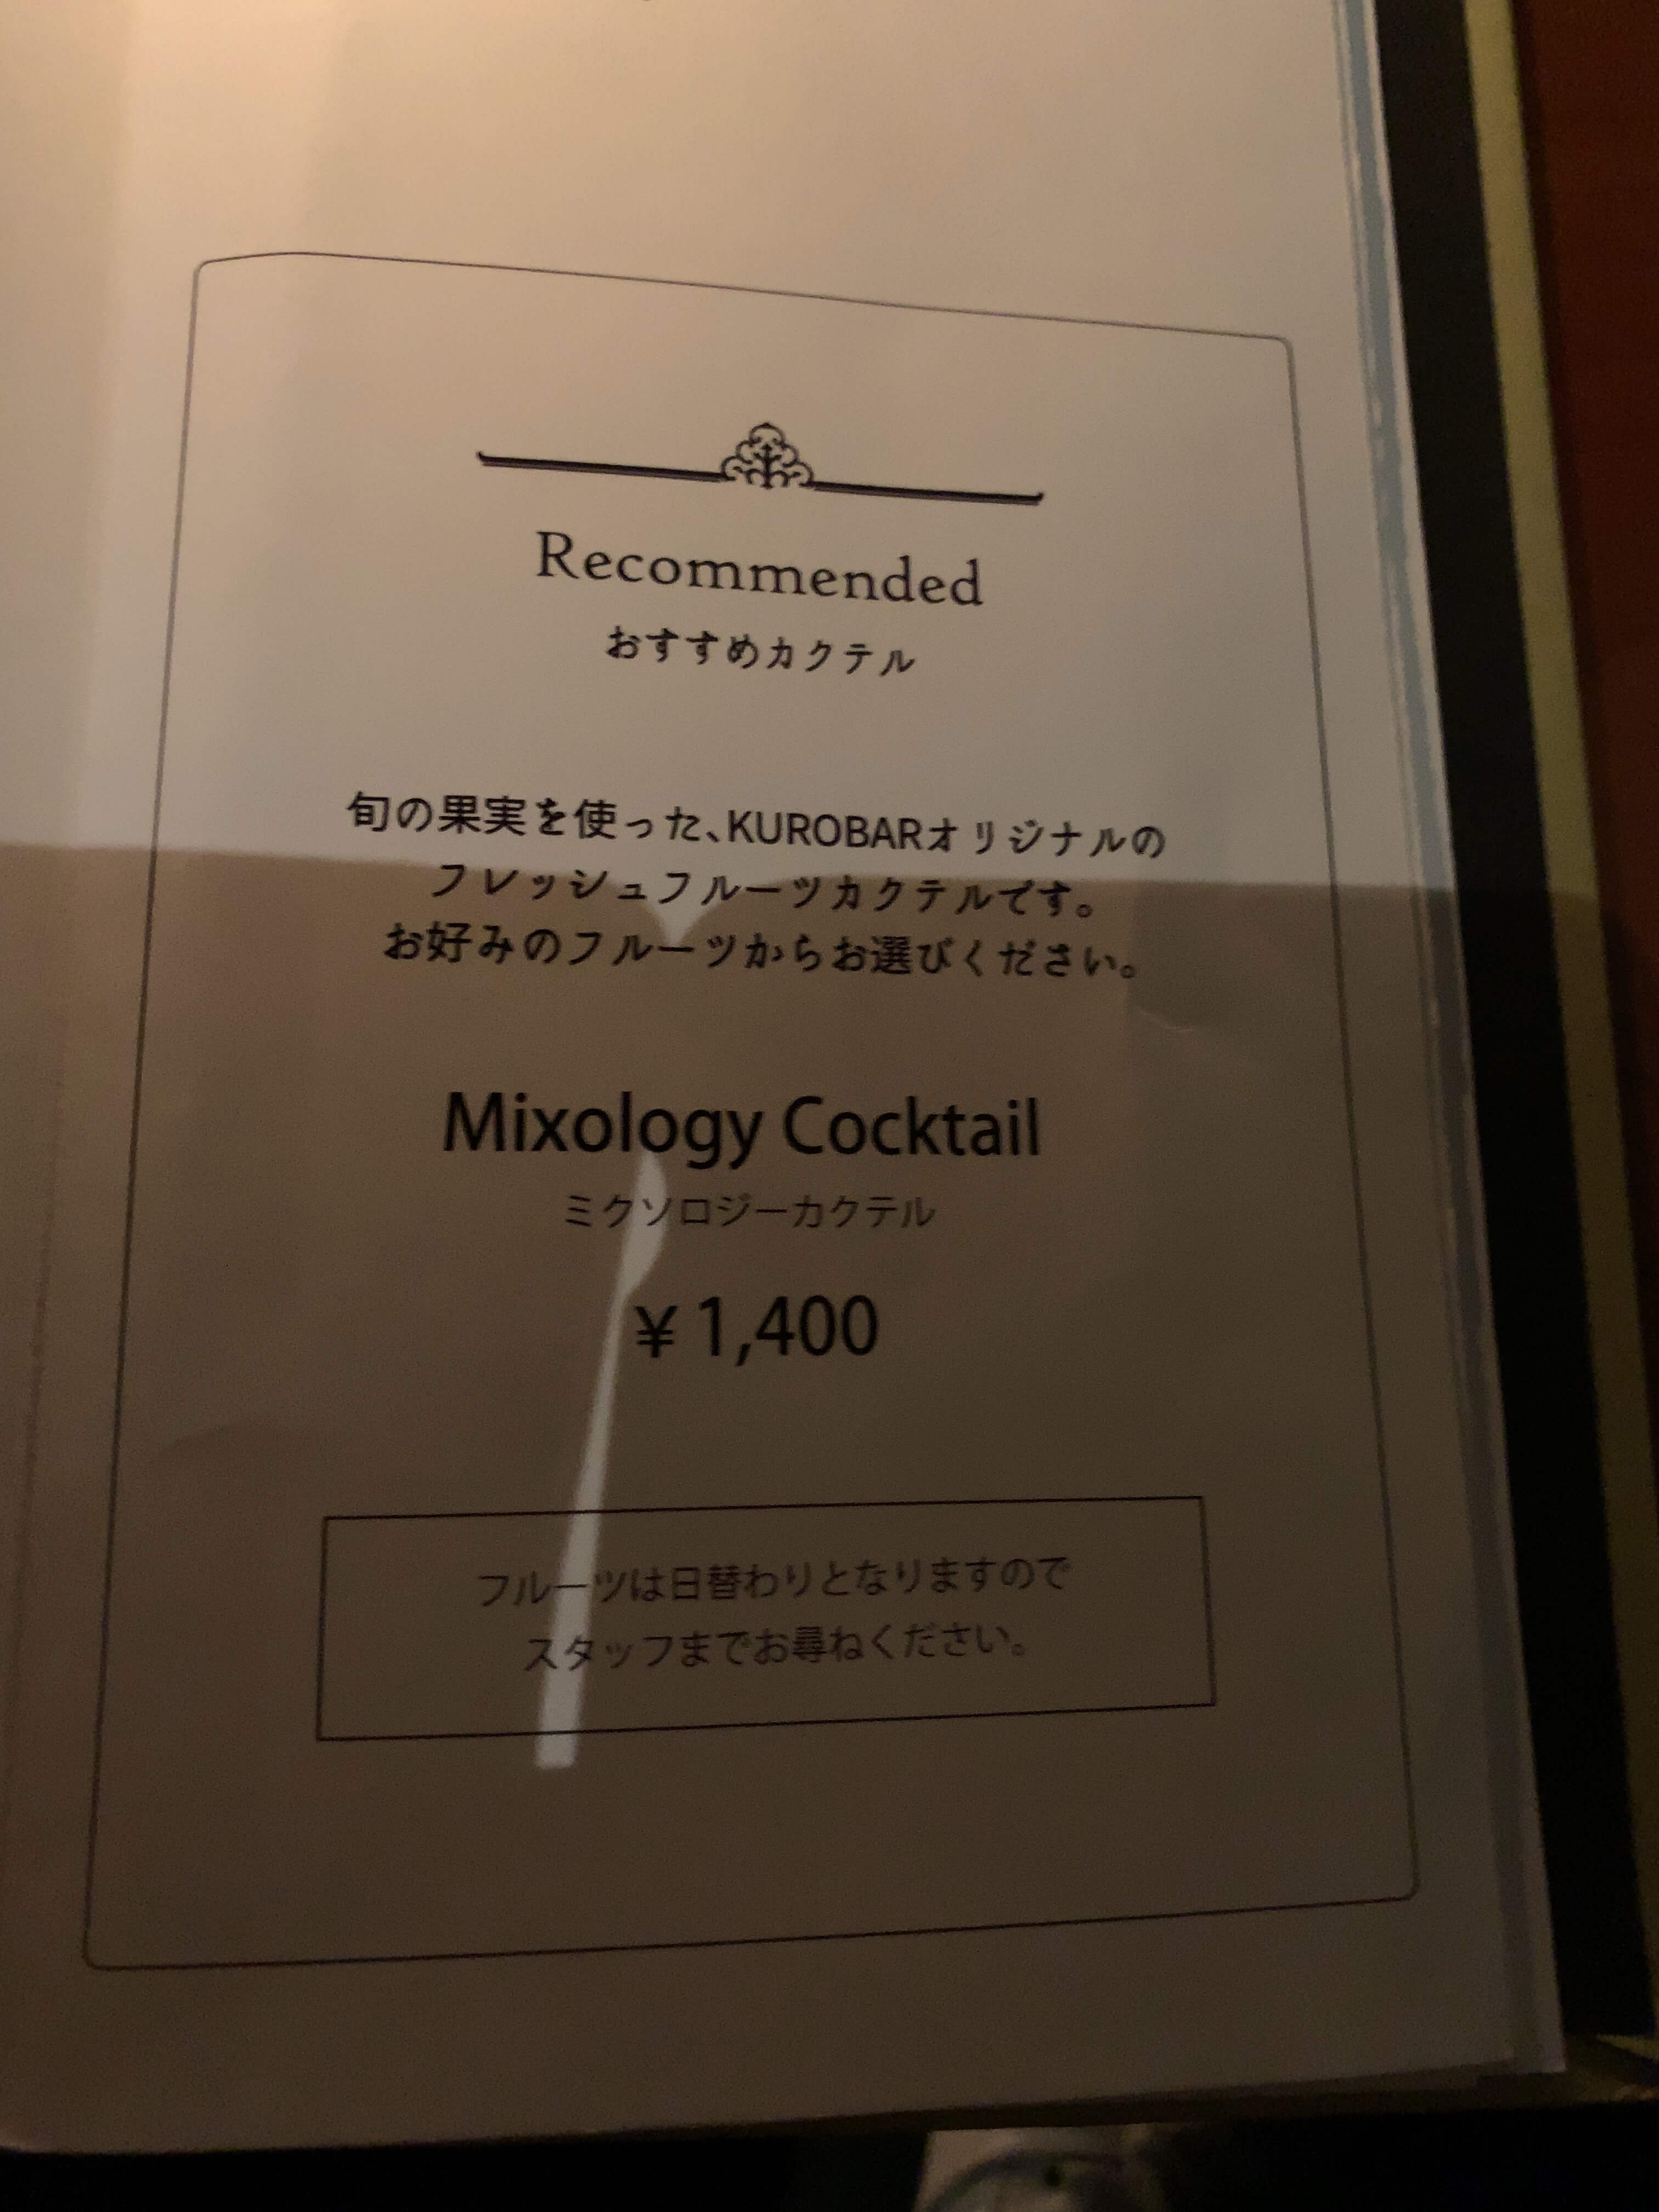 Recommended
おすすめカクテル
旬の果実を使った、KUROBARオリジナルの
フレッシュフルーツカクテルです。
お好みのフルーツからお選びください。
Mixology Cocktail
ミクソロジーカクテル
¥1,400
フルーツは日替わりとなりますので
スタッフまでお尋ねください。